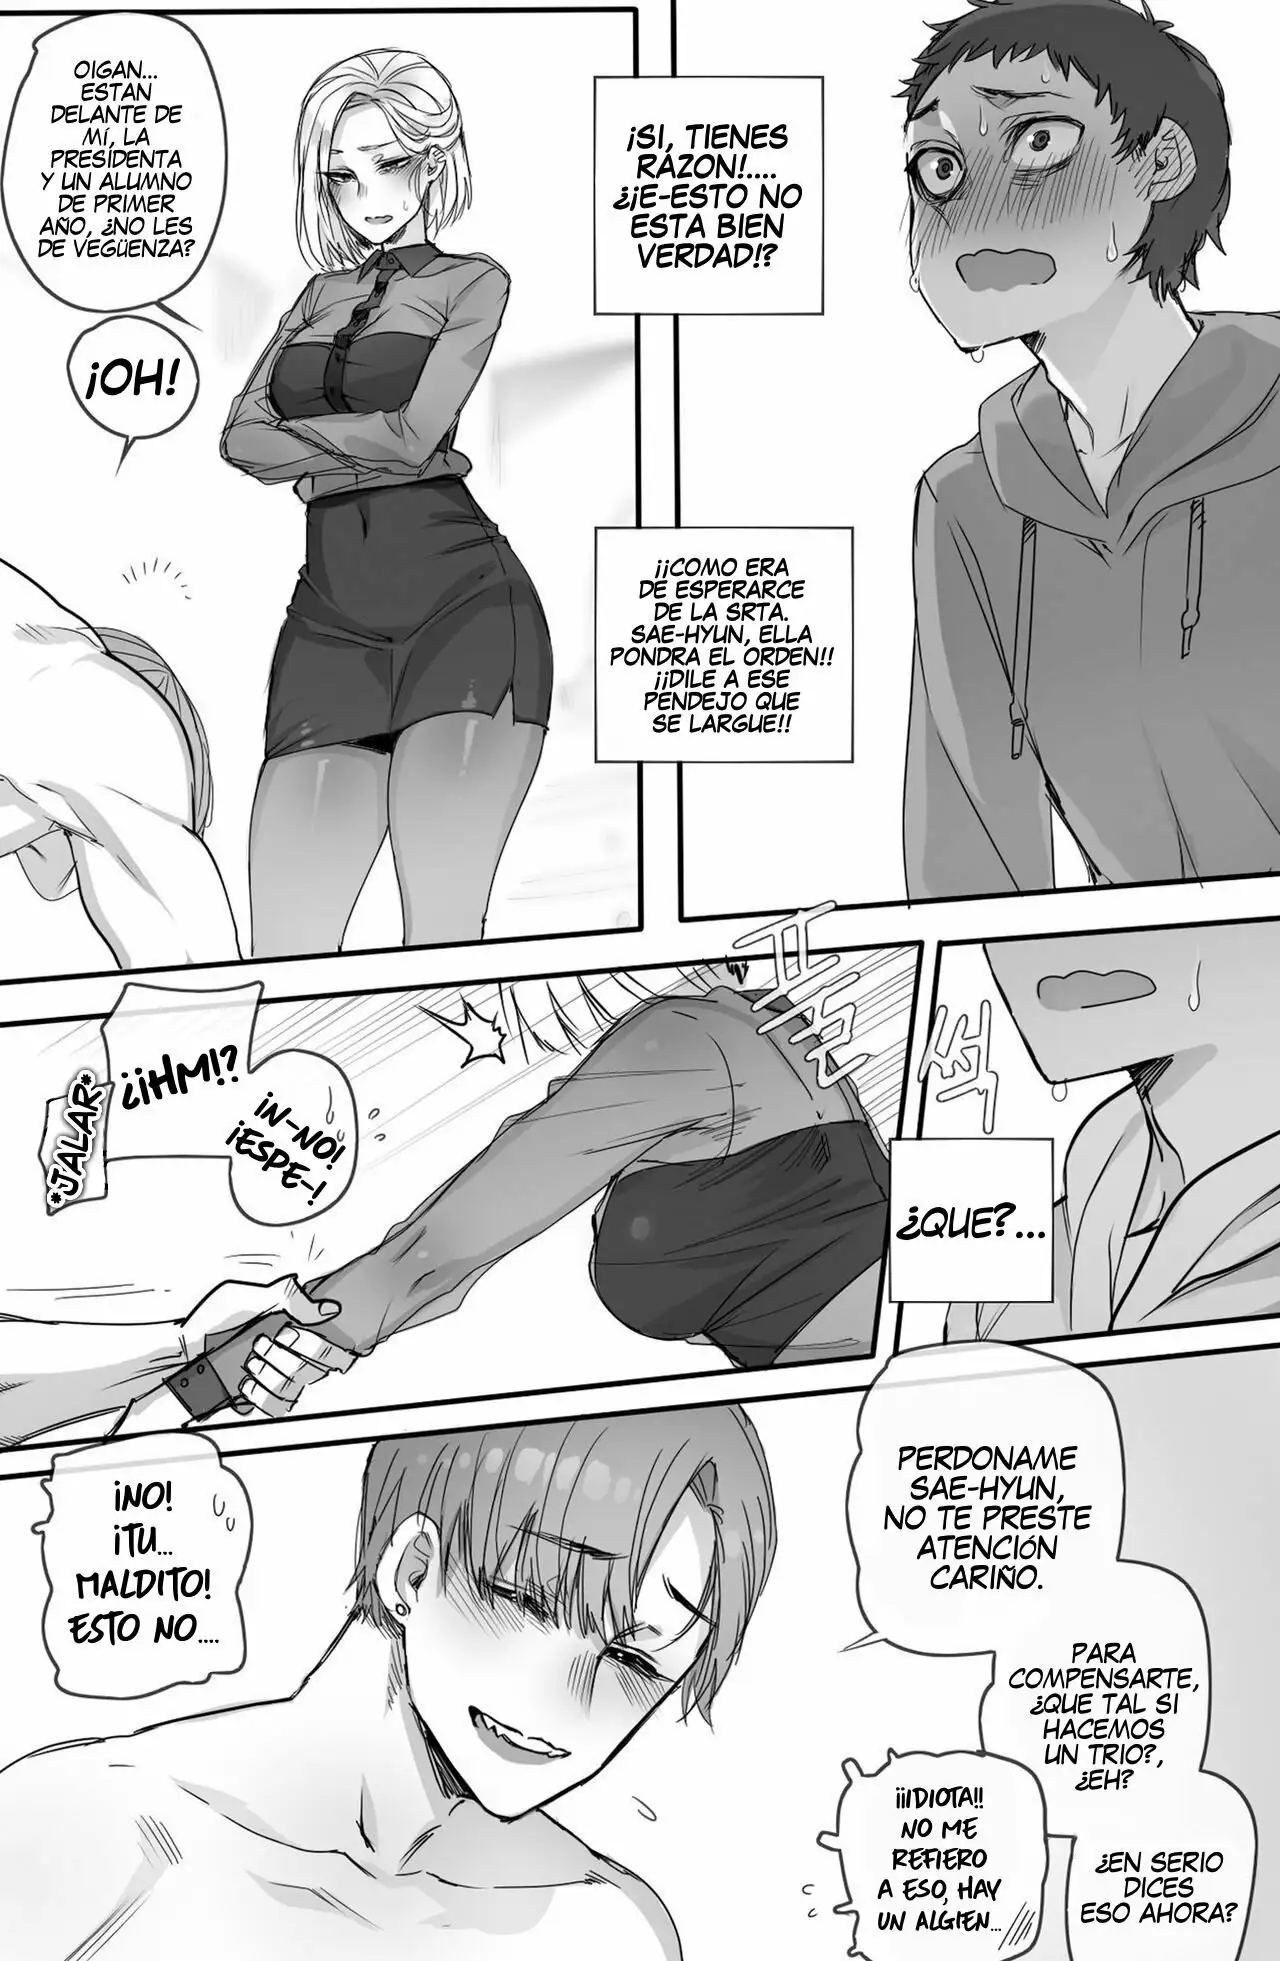 OIGAN...
ESTAN
DELANTE DE
MÍ, LA
PRESIDENTA
Y UN ALUMNO
DE PRIMER
AÑO, ¿NO LES
DE VEGÜENZA?
¡OH!
¡SI, TIENES
RAZON!....
¿¡E-ESTO NO
ESTA BIEN
VERDAD!?
¡¡COMO ERA
DE ESPERARCE
DE LA SRTA.
SAE-HYUN, ELLA
PONDRA EL ORDEN!!
¡¡DILE A ESE
PENDEJO QUE
SE LARGUE!!
*JALAR*
¿¡HM!?
¡N-NO!
¡ESPE-!
¿QUE?...
¡NO!
¡TU...
MALDITO!
ESTO NO....
PERDONAME
SAE-HYUN,
NO TE PRESTE
ATENCIÓN
CARIÑO.
PARA
COMPENSARTE,
¿QUE TAL SI
HACEMOS
UN TRIO?,
¿EH?
¡¡IDIOTA!!
NO ME
REFIERO
A ESO, HAY
UN ALGIEN...
¿EN SERIO
DICES
ESO AHORA?